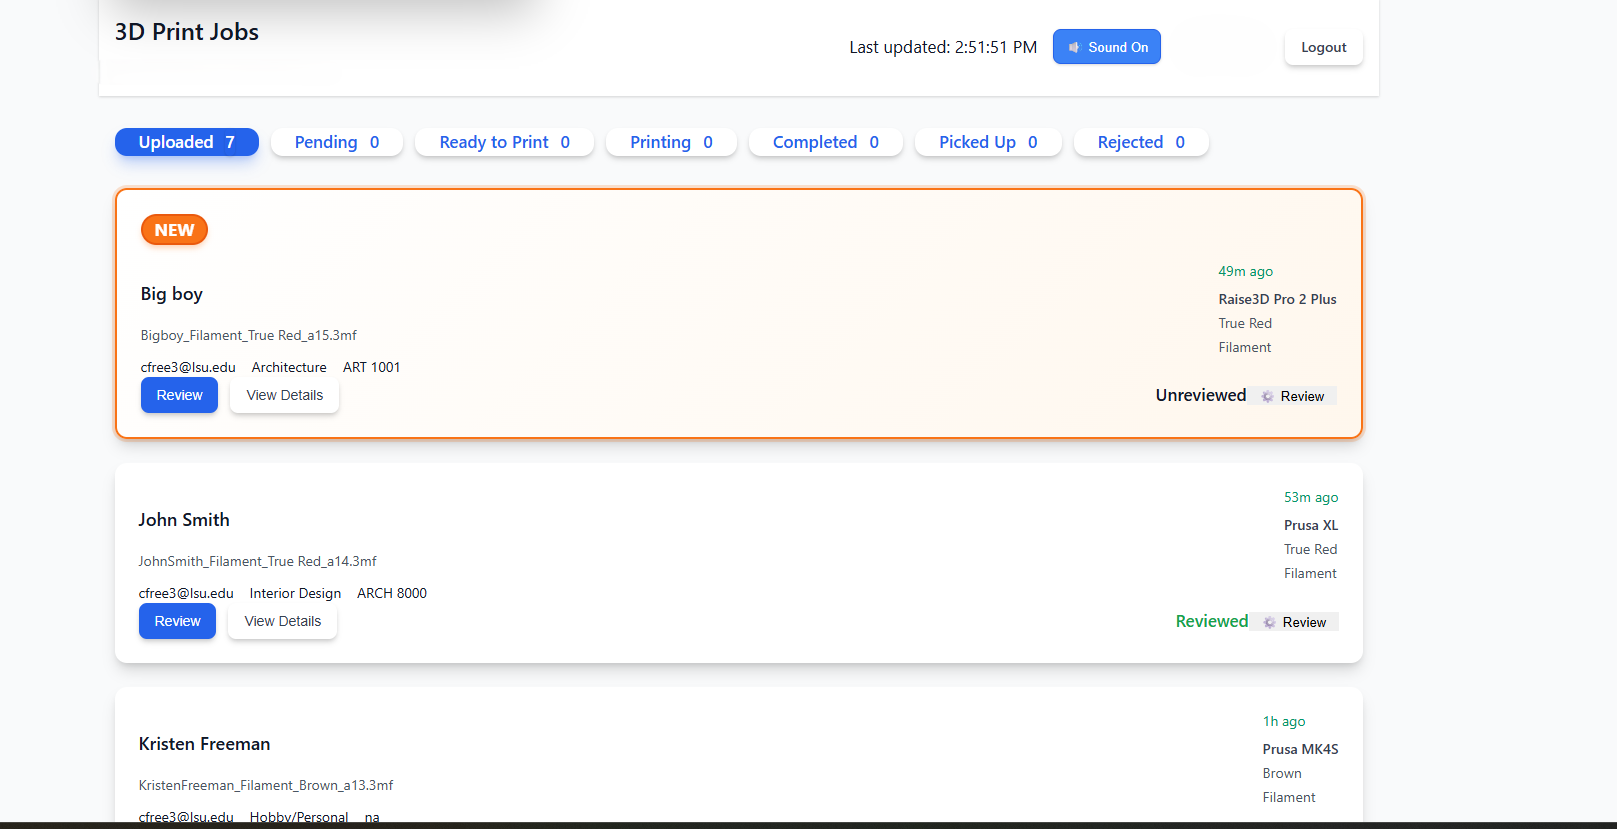 3D Print Jobs
Last updated: 2:51:51 PM
Sound On
Logout
Uploaded 7
Pending 0
Ready to Print 0
Printing 0
Completed 0
Picked Up 0
Rejected 0
NEW
Big boy
Bigboy_Filament_True Red_a15.3mf
cfree3@lsu.edu Architecture ART 1001
Review
View Details
49m ago
Raise3D Pro 2 Plus
True Red
Filament
Unreviewed
Review
John Smith
JohnSmith_Filament_True Red_a14.3mf
cfree3@lsu.edu Interior Design ARCH 8000
Review
View Details
53m ago
Prusa XL
True Red
Filament
Reviewed
Review
Kristen Freeman
KristenFreeman_Filament_Brown_a13.3mf
cfree3@lsu.edu Hobby/Personal na
1h ago
Prusa MK4S
Brown
Filament